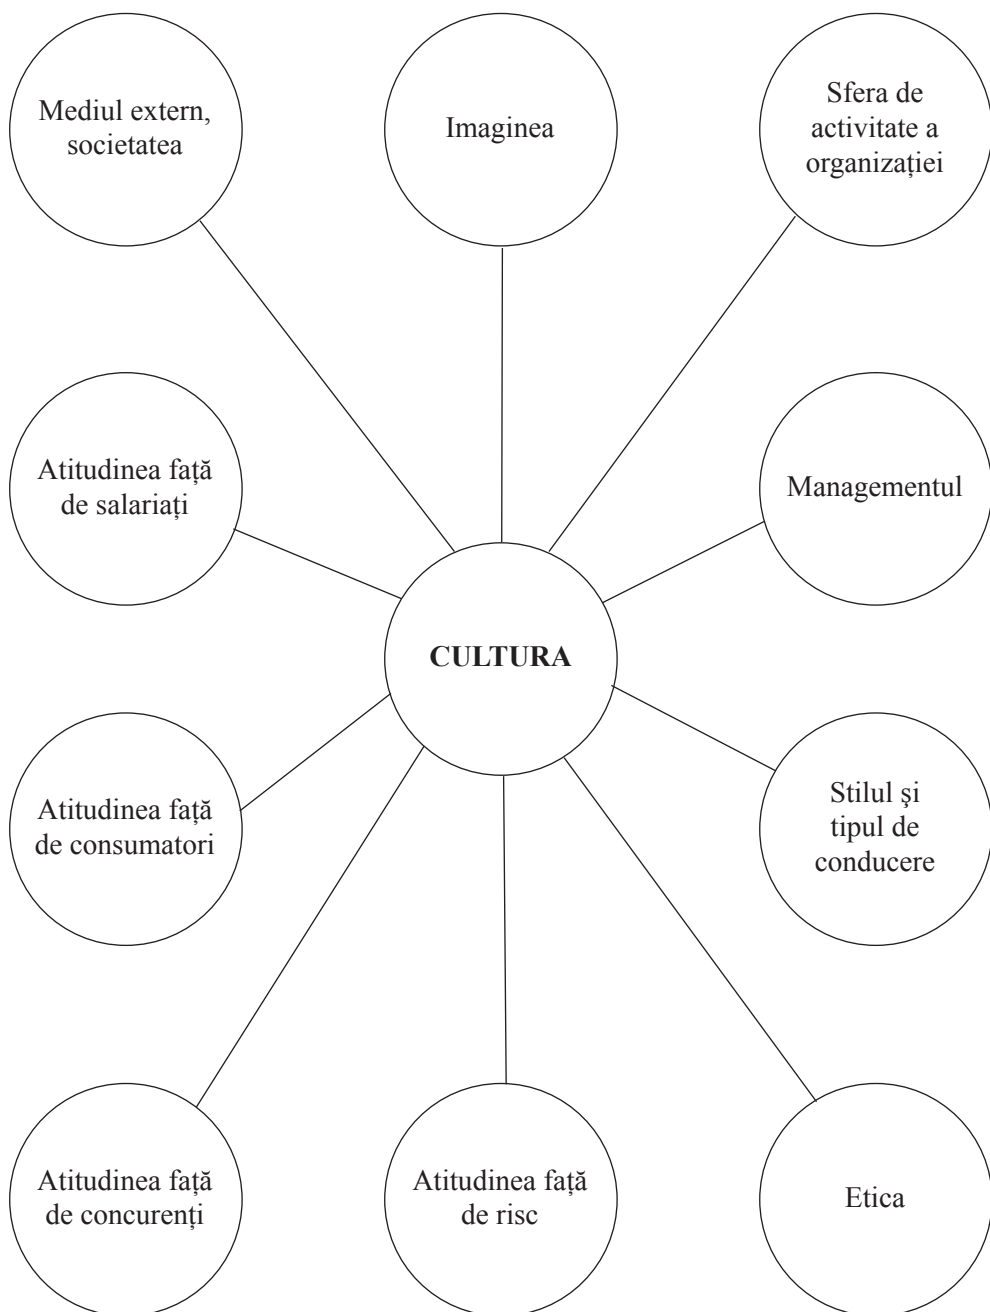 Mediul extern,
societatea
Imaginea
Sfera de
activitate a
organizației
Atitudinea față
de salariați
Managementul
CULTURA
Atitudinea față
de consumatori
Stilul şi
tipul de
conducere
Atitudinea față
de concurenți
Atitudinea față
de risc
Etica